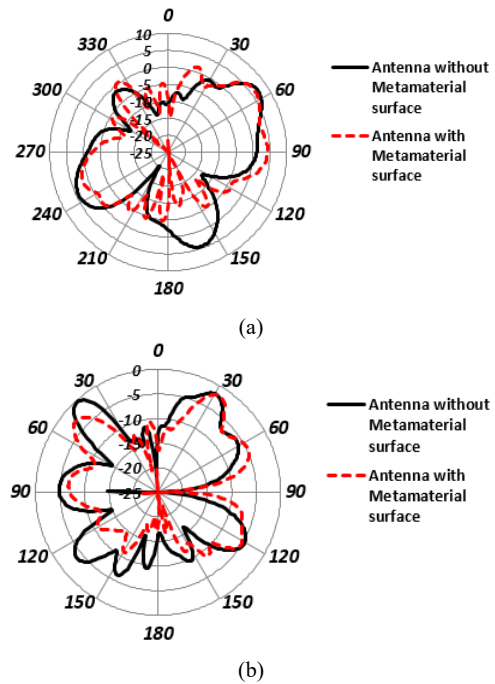 0
30
60
90
120
150
180
210
240
270
300
330
10
5
0
-5
-10
-15
-20
-25
Antenna without
Metamaterial
surface
Antenna with
Metamaterial
surface
(a)
0
30
60
90
120
150
180
150
120
90
60
30
0
-5
-10
-15
-20
-25
Antenna without
Metamaterial
surface
Antenna with
Metamaterial
surface
(b)